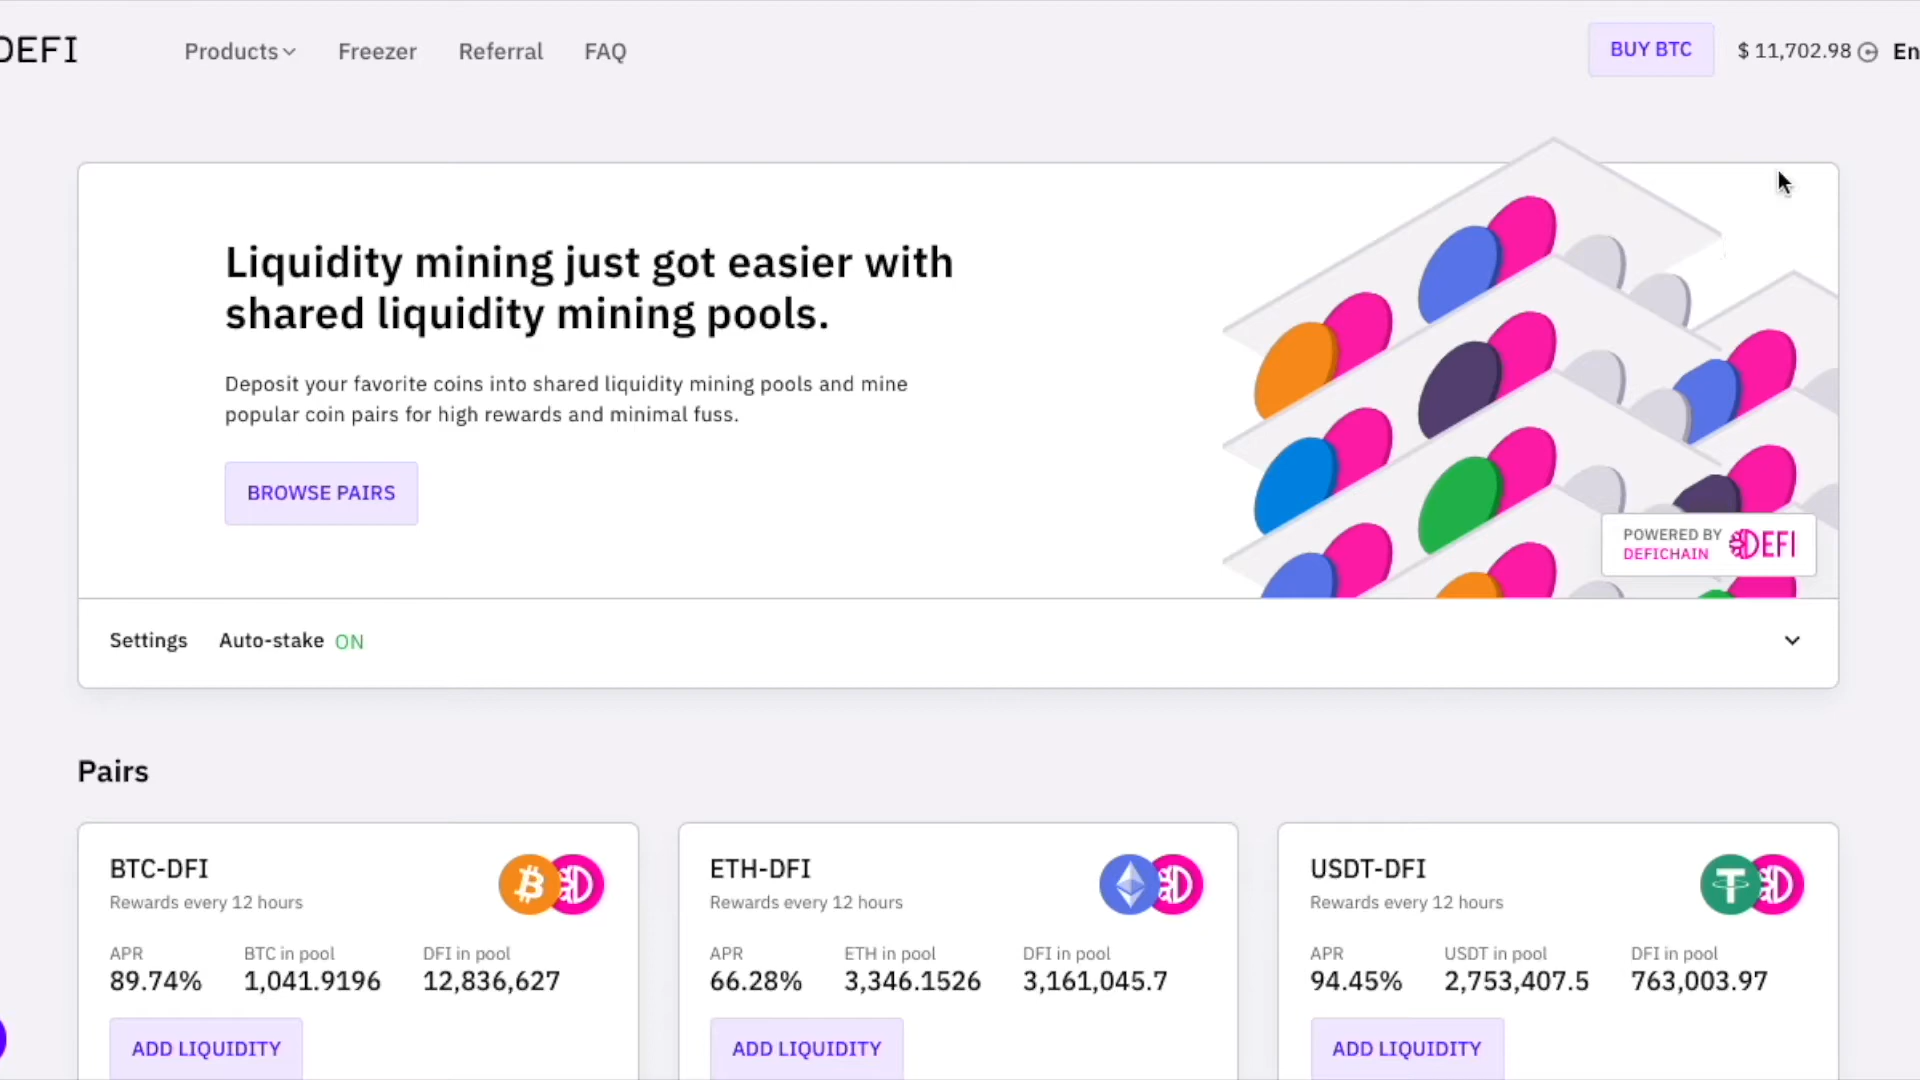 DEFI
Products
Freezer
Referral
FAQ
BUY BTC
$ 11,702.98
En
Liquidity mining just got easier with
shared liquidity mining pools.
Deposit your favorite coins into shared liquidity mining pools and mine
popular coin pairs for high rewards and minimal fuss.
BROWSE PAIRS
POWERED BY
DEFICHAIN
DEFI
Settings
Auto-stake ON
Pairs
BTC-DFI
Rewards every 12 hours
APR
BTC in pool
DFI in pool
89.74%
1,041.9196
12,836,627
ADD LIQUIDITY
ETH-DFI
Rewards every 12 hours
APR
ETH in pool
DFI in pool
66.28%
3,346.1526
3,161,045.7
ADD LIQUIDITY
USDT-DFI
Rewards every 12 hours
APR
USDT in pool
DFI in pool
94.45%
2,753,407.5
763,003.97
ADD LIQUIDITY